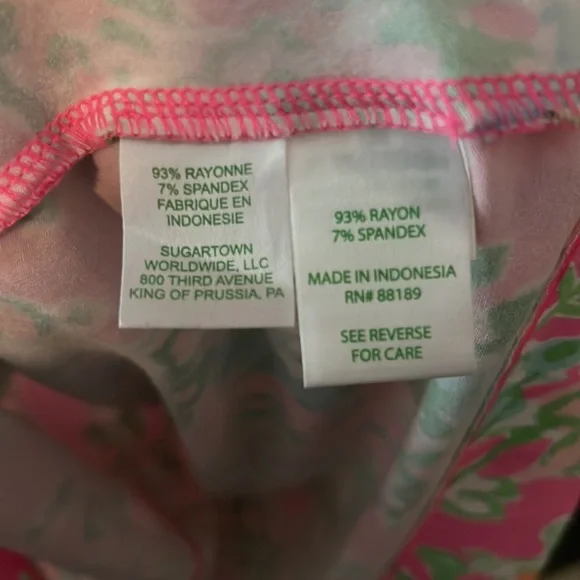 93% RAYONNE
7% SPANDEX
FABRIQUE EN
INDONESIE
SUGARTOWN
WORLDWIDE, LLC
800 THIRD AVENUE
KING OF PRUSSIA, PA
93% RAYON
7% SPANDEX
MADE IN INDONESIA
RN# 88189
SEE REVERSE
FOR CARE